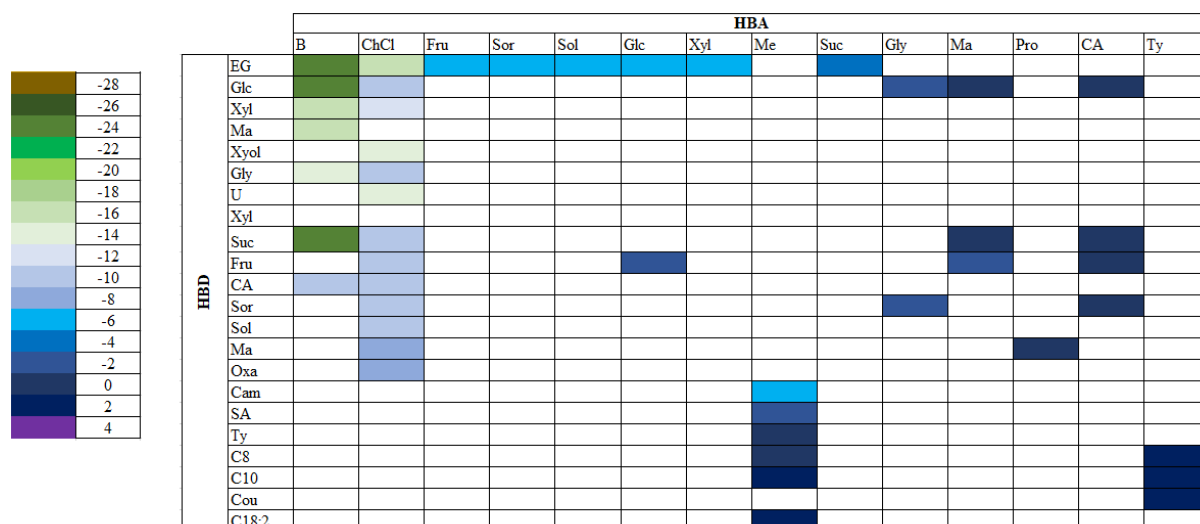 HBA
B ChCl Fru Sor Sol Glc Xyl Me Suc Gly Ma Pro CA Ty
HBD
EG
Glc
Xyl
Ma
Xyol
Gly
U
Xyl
Suc
Fru
CA
Sor
Sol
Ma
Oxa
Cam
SA
Ty
C8
C10
Cou
C18:2
-28
-26
-24
-22
-20
-18
-16
-14
-12
-10
-8
-6
-4
-2
0
2
4